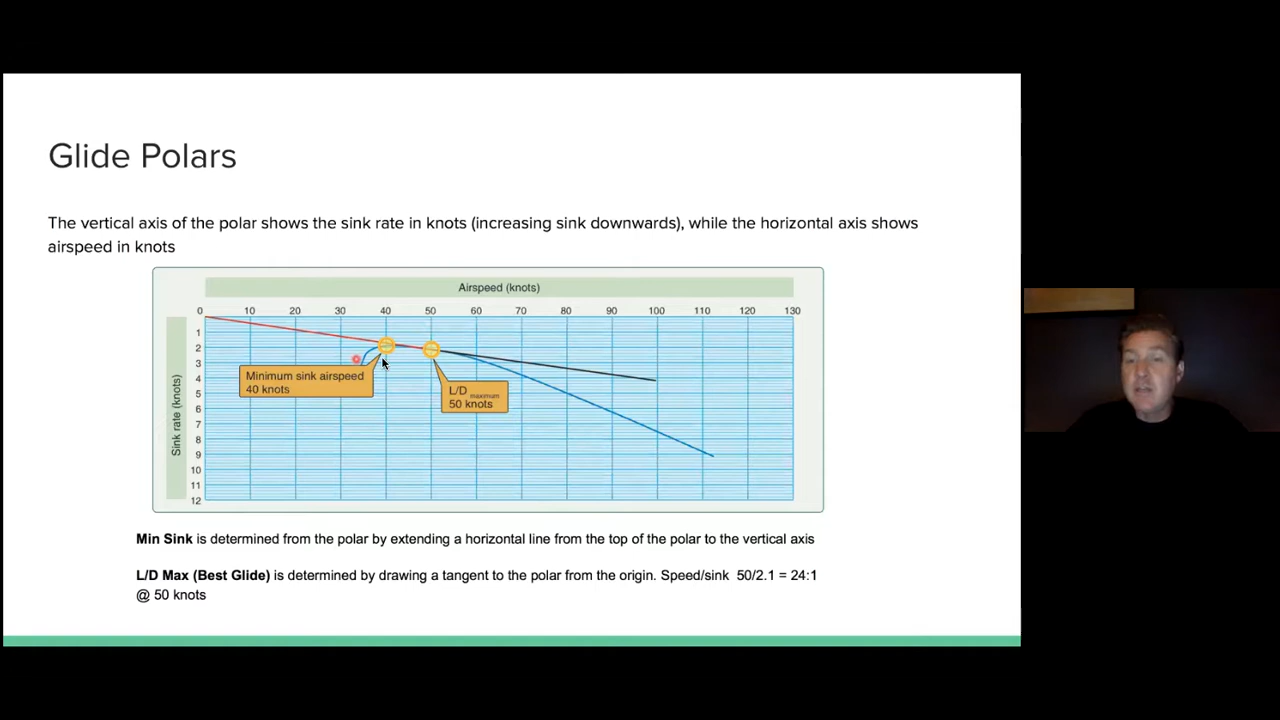 Glide Polars
The vertical axis of the polar shows the sink rate in knots (increasing sink downwards), while the horizontal axis shows
airspeed in knots
Airspeed (knots)
0 10 20 30 40 50 60 70 80 90 100 110 120 130
Sink rate (knots)
1
2
3
4
5
6
7
8
9
10
11
12
Minimum sink airspeed
40 knots
L/D maximum
50 knots
Min Sink is determined from the polar by extending a horizontal line from the top of the polar to the vertical axis
L/D Max (Best Glide) is determined by drawing a tangent to the polar from the origin. Speed/sink 50/2.1 = 24:1
@ 50 knots